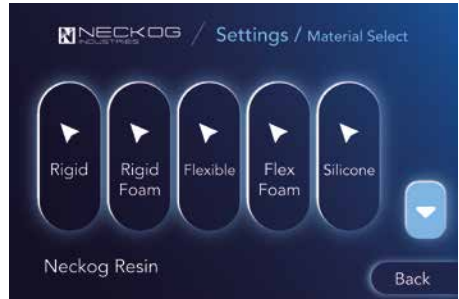 NECKOG / Settings / Material Select
INDUSTRIES
Rigid
Rigid
Foam
Flexible
Flex
Foam
Silicone
Neckog Resin
Back